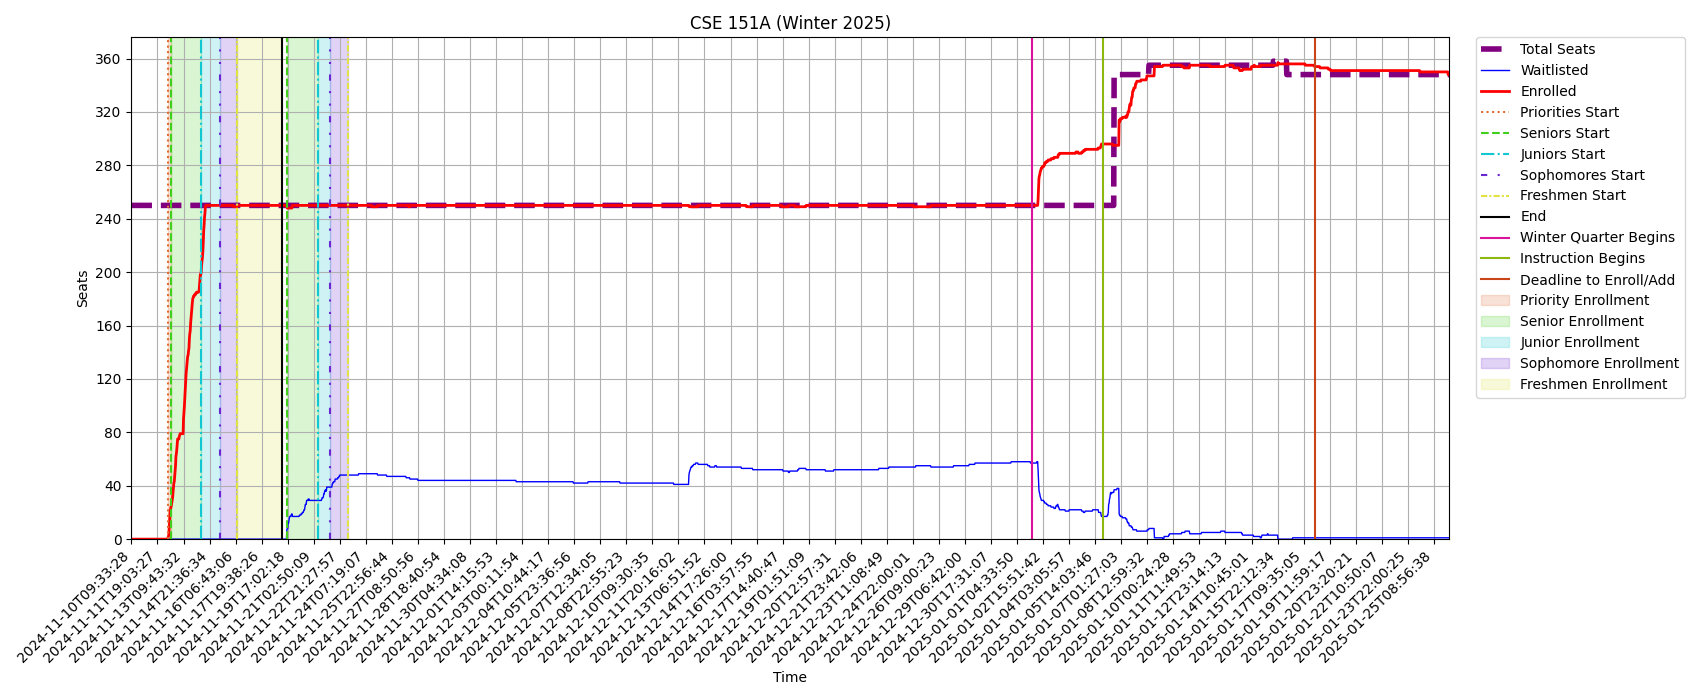 CSE 151A (Winter 2025)
Seats
360
320
280
240
200
160
120
80
40
0
2024-11-10T09:33:28
2024-11-11T19:03:27
2024-11-13T09:43:32
2024-11-14T21:36:34
2024-11-16T06:43:06
2024-11-17T19:38:26
2024-11-19T17:02:18
2024-11-21T02:50:09
2024-11-22T21:27:57
2024-11-24T07:19:07
2024-11-25T22:56:44
2024-11-27T08:50:56
2024-11-28T18:40:54
2024-11-30T04:34:08
2024-12-01T14:15:53
2024-12-03T00:11:54
2024-12-04T10:44:17
2024-12-05T23:36:56
2024-12-07T12:34:05
2024-12-08T22:55:23
2024-12-10T09:30:35
2024-12-11T20:16:02
2024-12-13T06:51:52
2024-12-14T17:26:00
2024-12-16T03:57:55
2024-12-17T14:40:47
2024-12-19T01:51:09
2024-12-20T12:57:31
2024-12-21T23:42:06
2024-12-23T11:08:49
2024-12-24T22:00:01
2024-12-26T09:00:23
2024-12-29T06:42:00
2024-12-30T17:31:07
2025-01-01T04:33:50
2025-01-02T15:51:42
2025-01-04T03:05:57
2025-01-05T14:03:46
2025-01-07T01:27:03
2025-01-08T12:59:32
2025-01-10T00:24:28
2025-01-11T11:49:53
2025-01-12T23:14:13
2025-01-14T10:45:01
2025-01-15T22:12:34
2025-01-17T09:35:05
2025-01-19T11:59:17
2025-01-20T23:20:21
2025-01-22T10:50:07
2025-01-23T22:00:25
2025-01-25T08:56:38
Time
Total Seats
Waitlisted
Enrolled
Priorities Start
Seniors Start
Juniors Start
Sophomores Start
Freshmen Start
End
Winter Quarter Begins
Instruction Begins
Deadline to Enroll/Add
Priority Enrollment
Senior Enrollment
Junior Enrollment
Sophomore Enrollment
Freshmen Enrollment